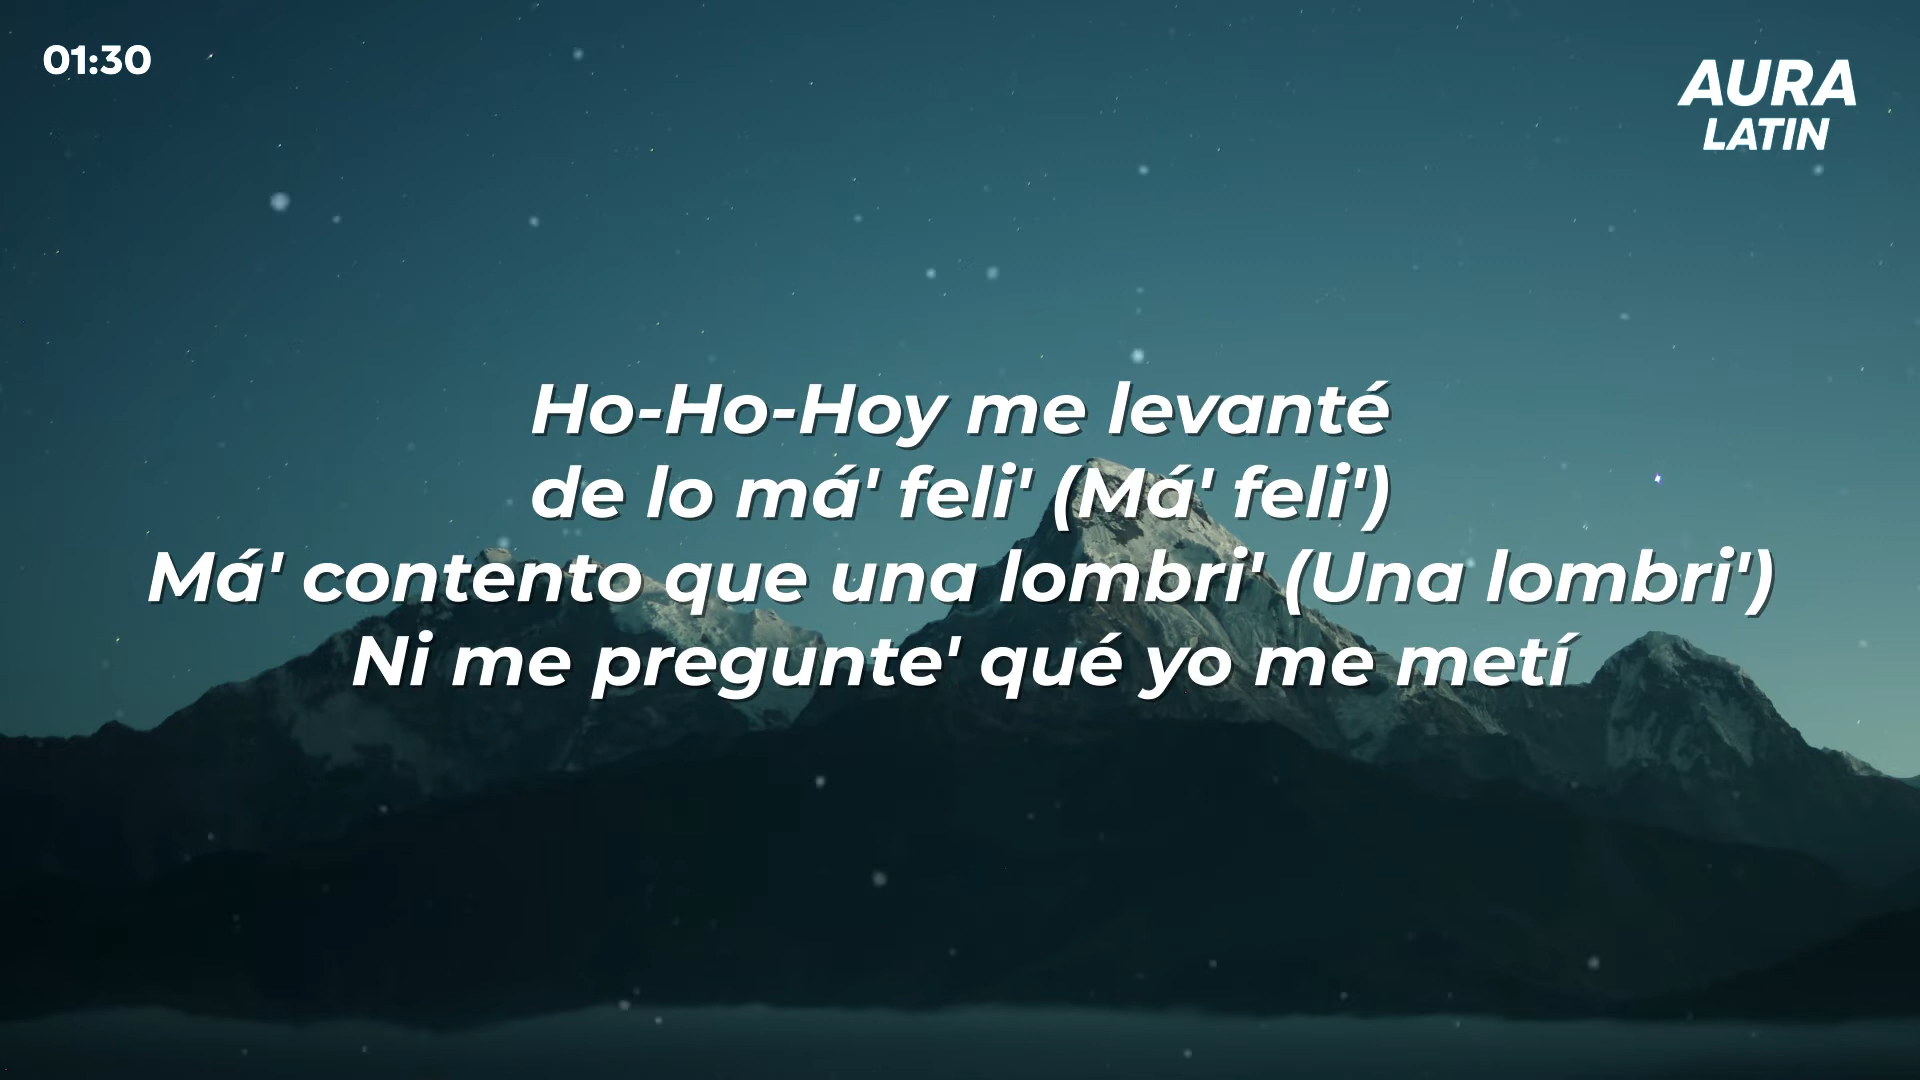 01:30
AURA
LATIN
Ho-Ho-Hoy me levanté
de lo má' feli' (Má' feli')
Má' contento que una lombri' (Una lombri')
Ni me pregunte' qué yo me metí